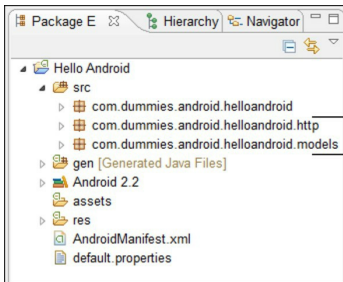 Package E Hierarchy Navigator
Hello Android
src
com.dummies.android.helloandroid
com.dummies.android.helloandroid.http
com.dummies.android.helloandroid.models
gen [Generated Java Files]
Android 2.2
assets
res
AndroidManifest.xml
default.properties